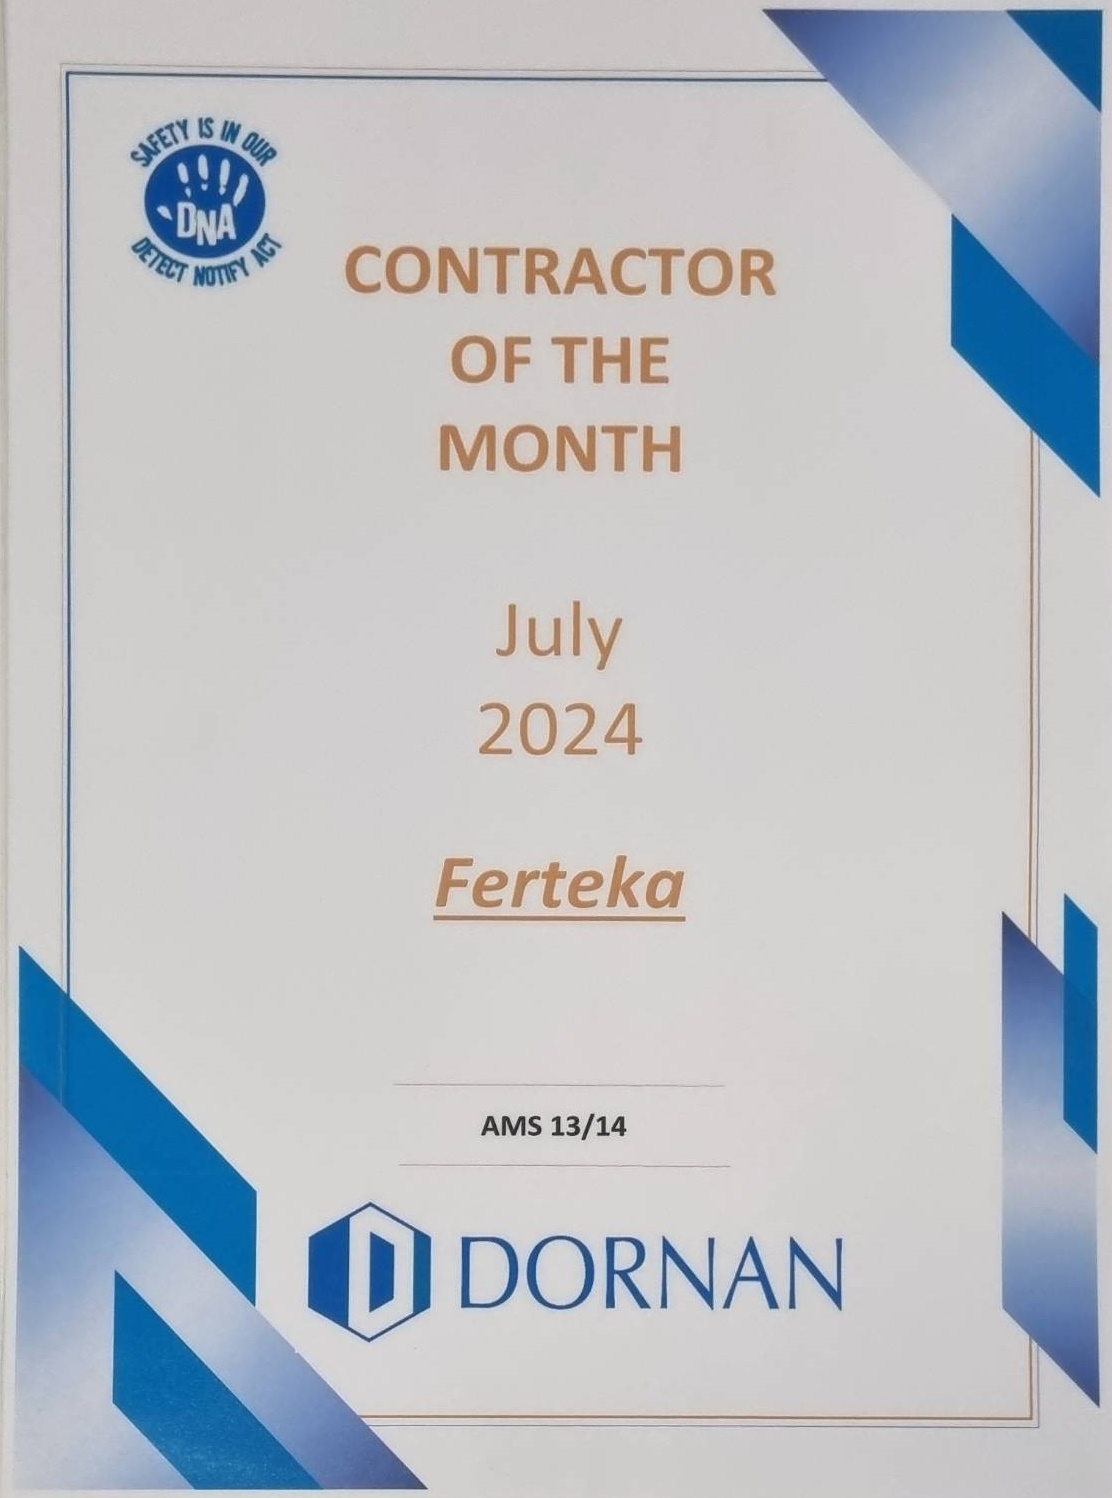 SAFETY IS IN OUR
DNA
DETECT NOTIFY ACT
CONTRACTOR
OF THE
MONTH
July
2024
Ferteka
AMS 13/14
DORNAN